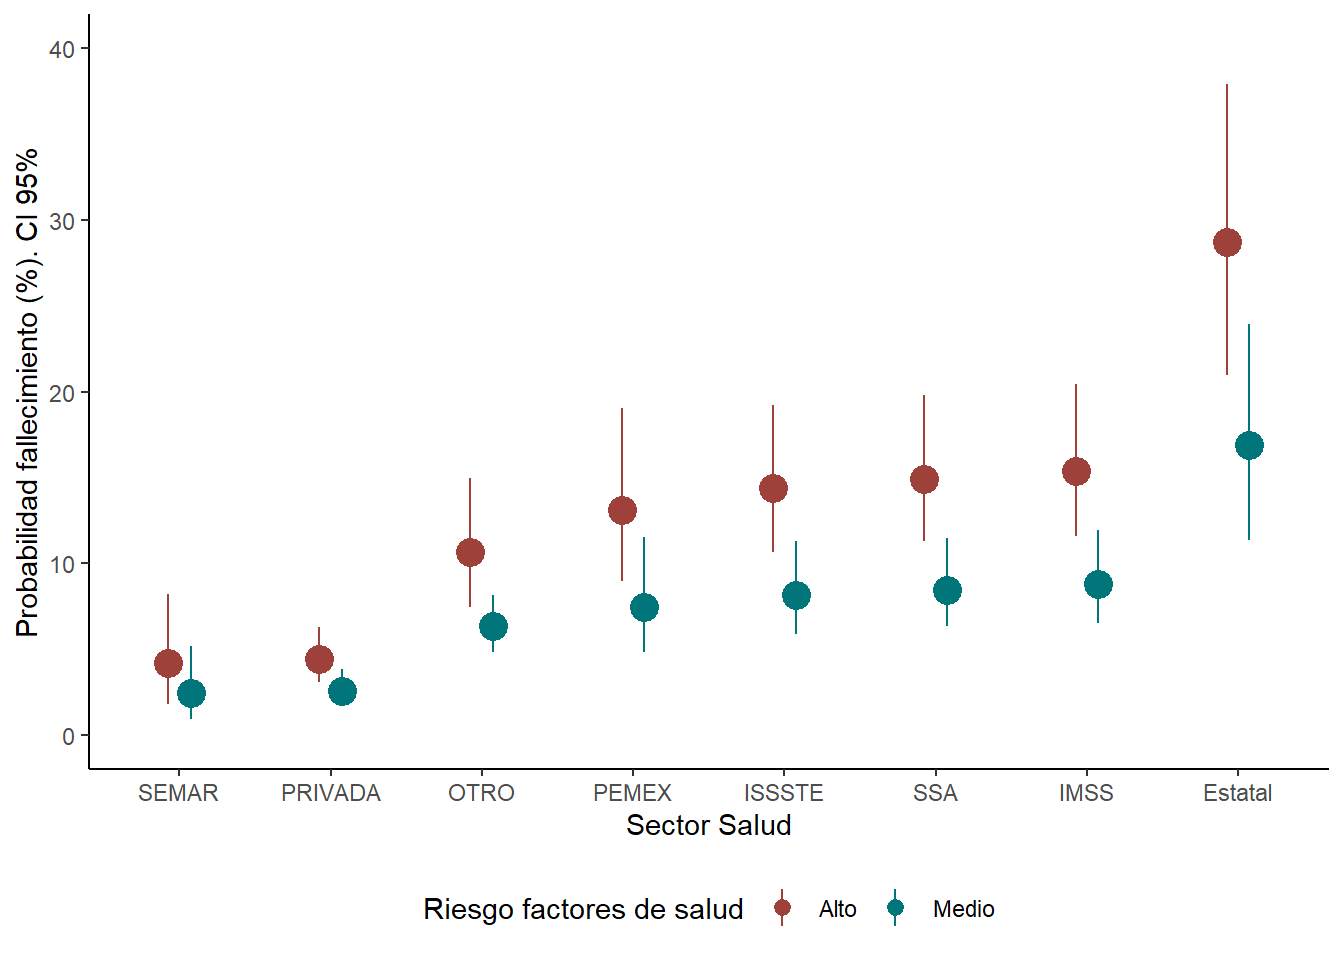 Probabilidad fallecimiento (%). CI 95%
40
30
20
10
0
SEMAR PRIVADA OTRO PEMEX ISSSTE SSA IMSS Estatal
Sector Salud
Riesgo factores de salud Alto Medio